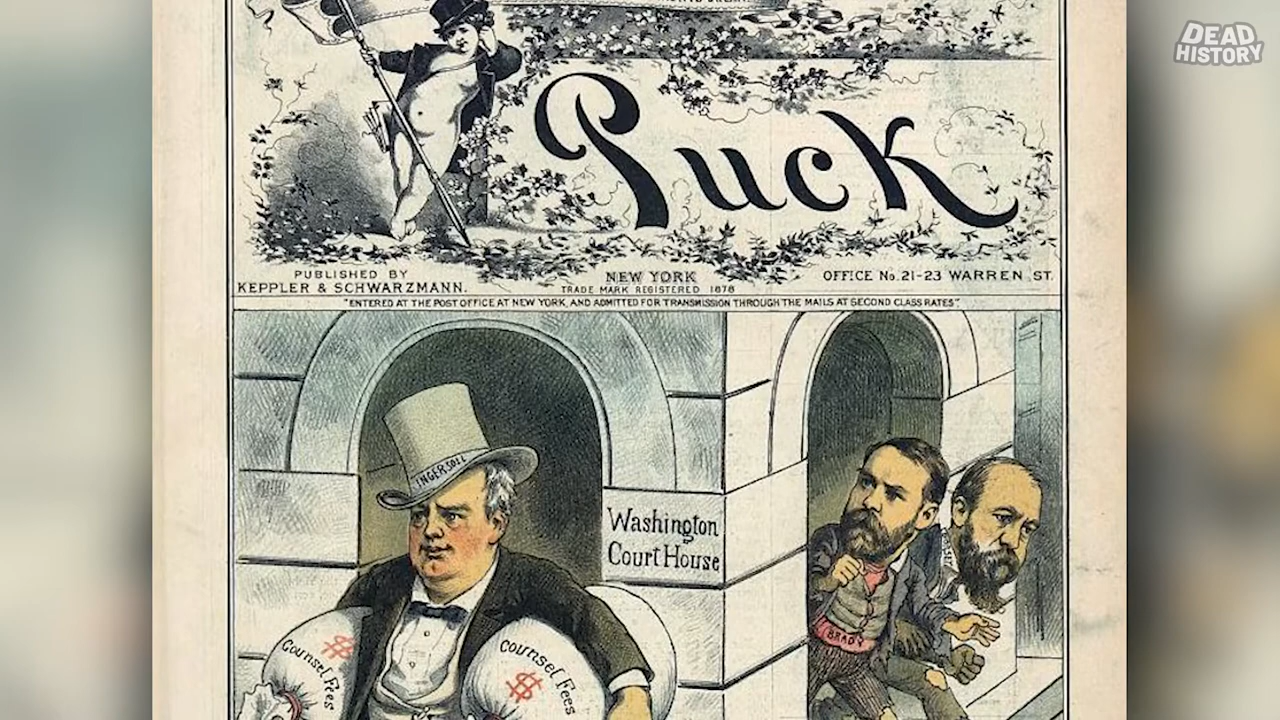 DEAD
HISTORY
Puck
PUBLISHED BY
KEPPLER & SCHWARZMANN.
NEW YORK
TRADE MARK REGISTERED 1878
OFFICE No. 21-23 WARREN ST.
"ENTERED AT THE POST OFFICE AT NEW YORK, AND ADMITTED FOR TRANSMISSION THROUGH THE MAILS AT SECOND CLASS RATES"
INGERSOLL
Washington
Court House
Counsel Fees
$
Counsel Fees
$
BRADY